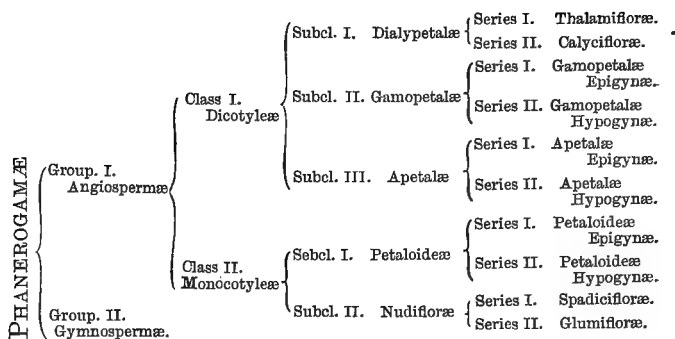 PHANEROGAMÆ
Group. I.
Angiospermæ
Class I.
Dicotyleæ
Subcl. I. Dialypetalæ
Series I. Thalamifloræ.
Series II. Calycifloræ.
Subcl. II. Gamopetalæ
Series I. Gamopetalæ
Epigynæ.
Series II. Gamopetalæ
Hypogynæ.
Subcl. III. Apetalæ
Series I. Apetalæ
Epigynæ.
Series II. Apetalæ
Hypogynæ.
Class II.
Monocotyleæ
Sebcl. I. Petaloideæ
Series I. Petaloideæ
Epigynæ.
Series II. Petaloideæ
Hypogynæ.
Subcl. II. Nudifloræ
Series I. Spadicifloræ.
Series II. Glumifloræ.
Group. II.
Gymnospermæ.